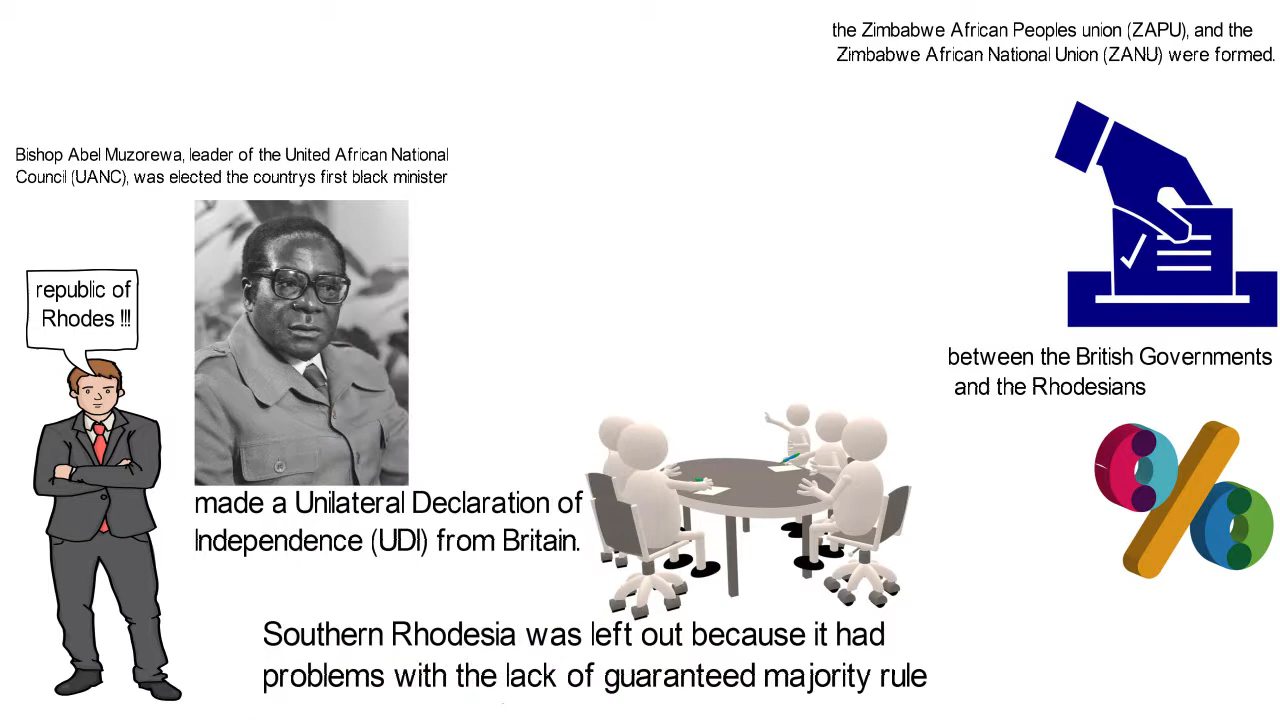 the Zimbabwe African Peoples union (ZAPU), and the
Zimbabwe African National Union (ZANU) were formed.
Bishop Abel Muzorewa, leader of the United African National
Council (UANC), was elected the countrys first black minister
republic of
Rhodes !!!
between the British Governments
and the Rhodesians
made a Unilateral Declaration of
Independence (UDI) from Britain.
Southern Rhodesia was left out because it had
problems with the lack of guaranteed majority rule